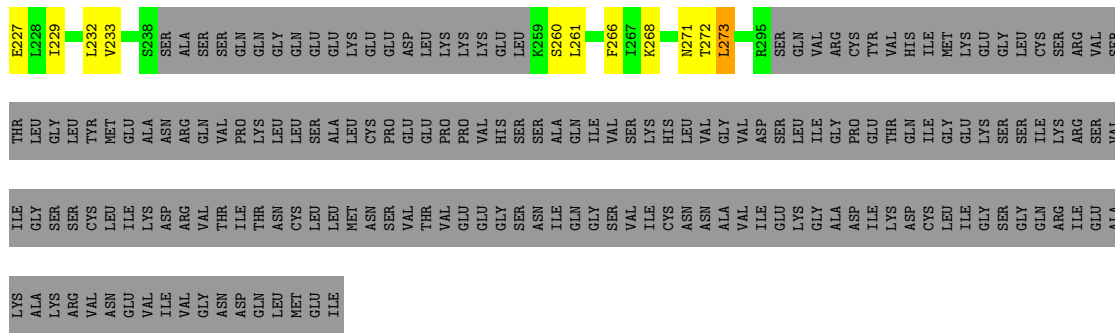 E227 L228 I229 L232 V233 S238 SER ALA SER SER GLN GLN GLY GLN GLU GLU LYS GLU GLU ASP LEU LYS LYS LYS GLU LEU K259 S260 L261 F266 I267 K268 N271 T272 L273 R295 SER GLN VAL ARG CYS TYR VAL HIS ILE MET LYS GLU GLY LEU CYS SER ARG VAL SER
THR LEU GLY LEU TYR MET GLU ALA ASN ARG GLN VAL PRO LYS LEU LEU SER ALA LEU CYS PRO GLU GLU PRO PRO VAL HIS SER SER ALA GLN ILE VAL SER LYS HIS LEU VAL GLY VAL ASP SER LEU ILE GLY PRO GLU THR GLN ILE GLY GLU LYS SER SER ILE LYS ARG SER VAL
ILE GLY SER SER CYS LEU ILE LYS ASP ARG VAL THR ILE THR ASN CYS LEU LEU MET ASN SER VAL THR VAL GLU GLU GLY SER ASN ILE GLN GLY SER VAL ILE CYS ASN ASN ALA VAL ILE GLU LYS GLY ALA ASP ILE LYS ASP CYS LEU ILE GLY SER GLY GLN ARG ILE GLU ALA
LYS ALA LYS ARG VAL ASN GLU VAL ILE VAL GLY ASN ASP GLN LEU MET GLU ILE